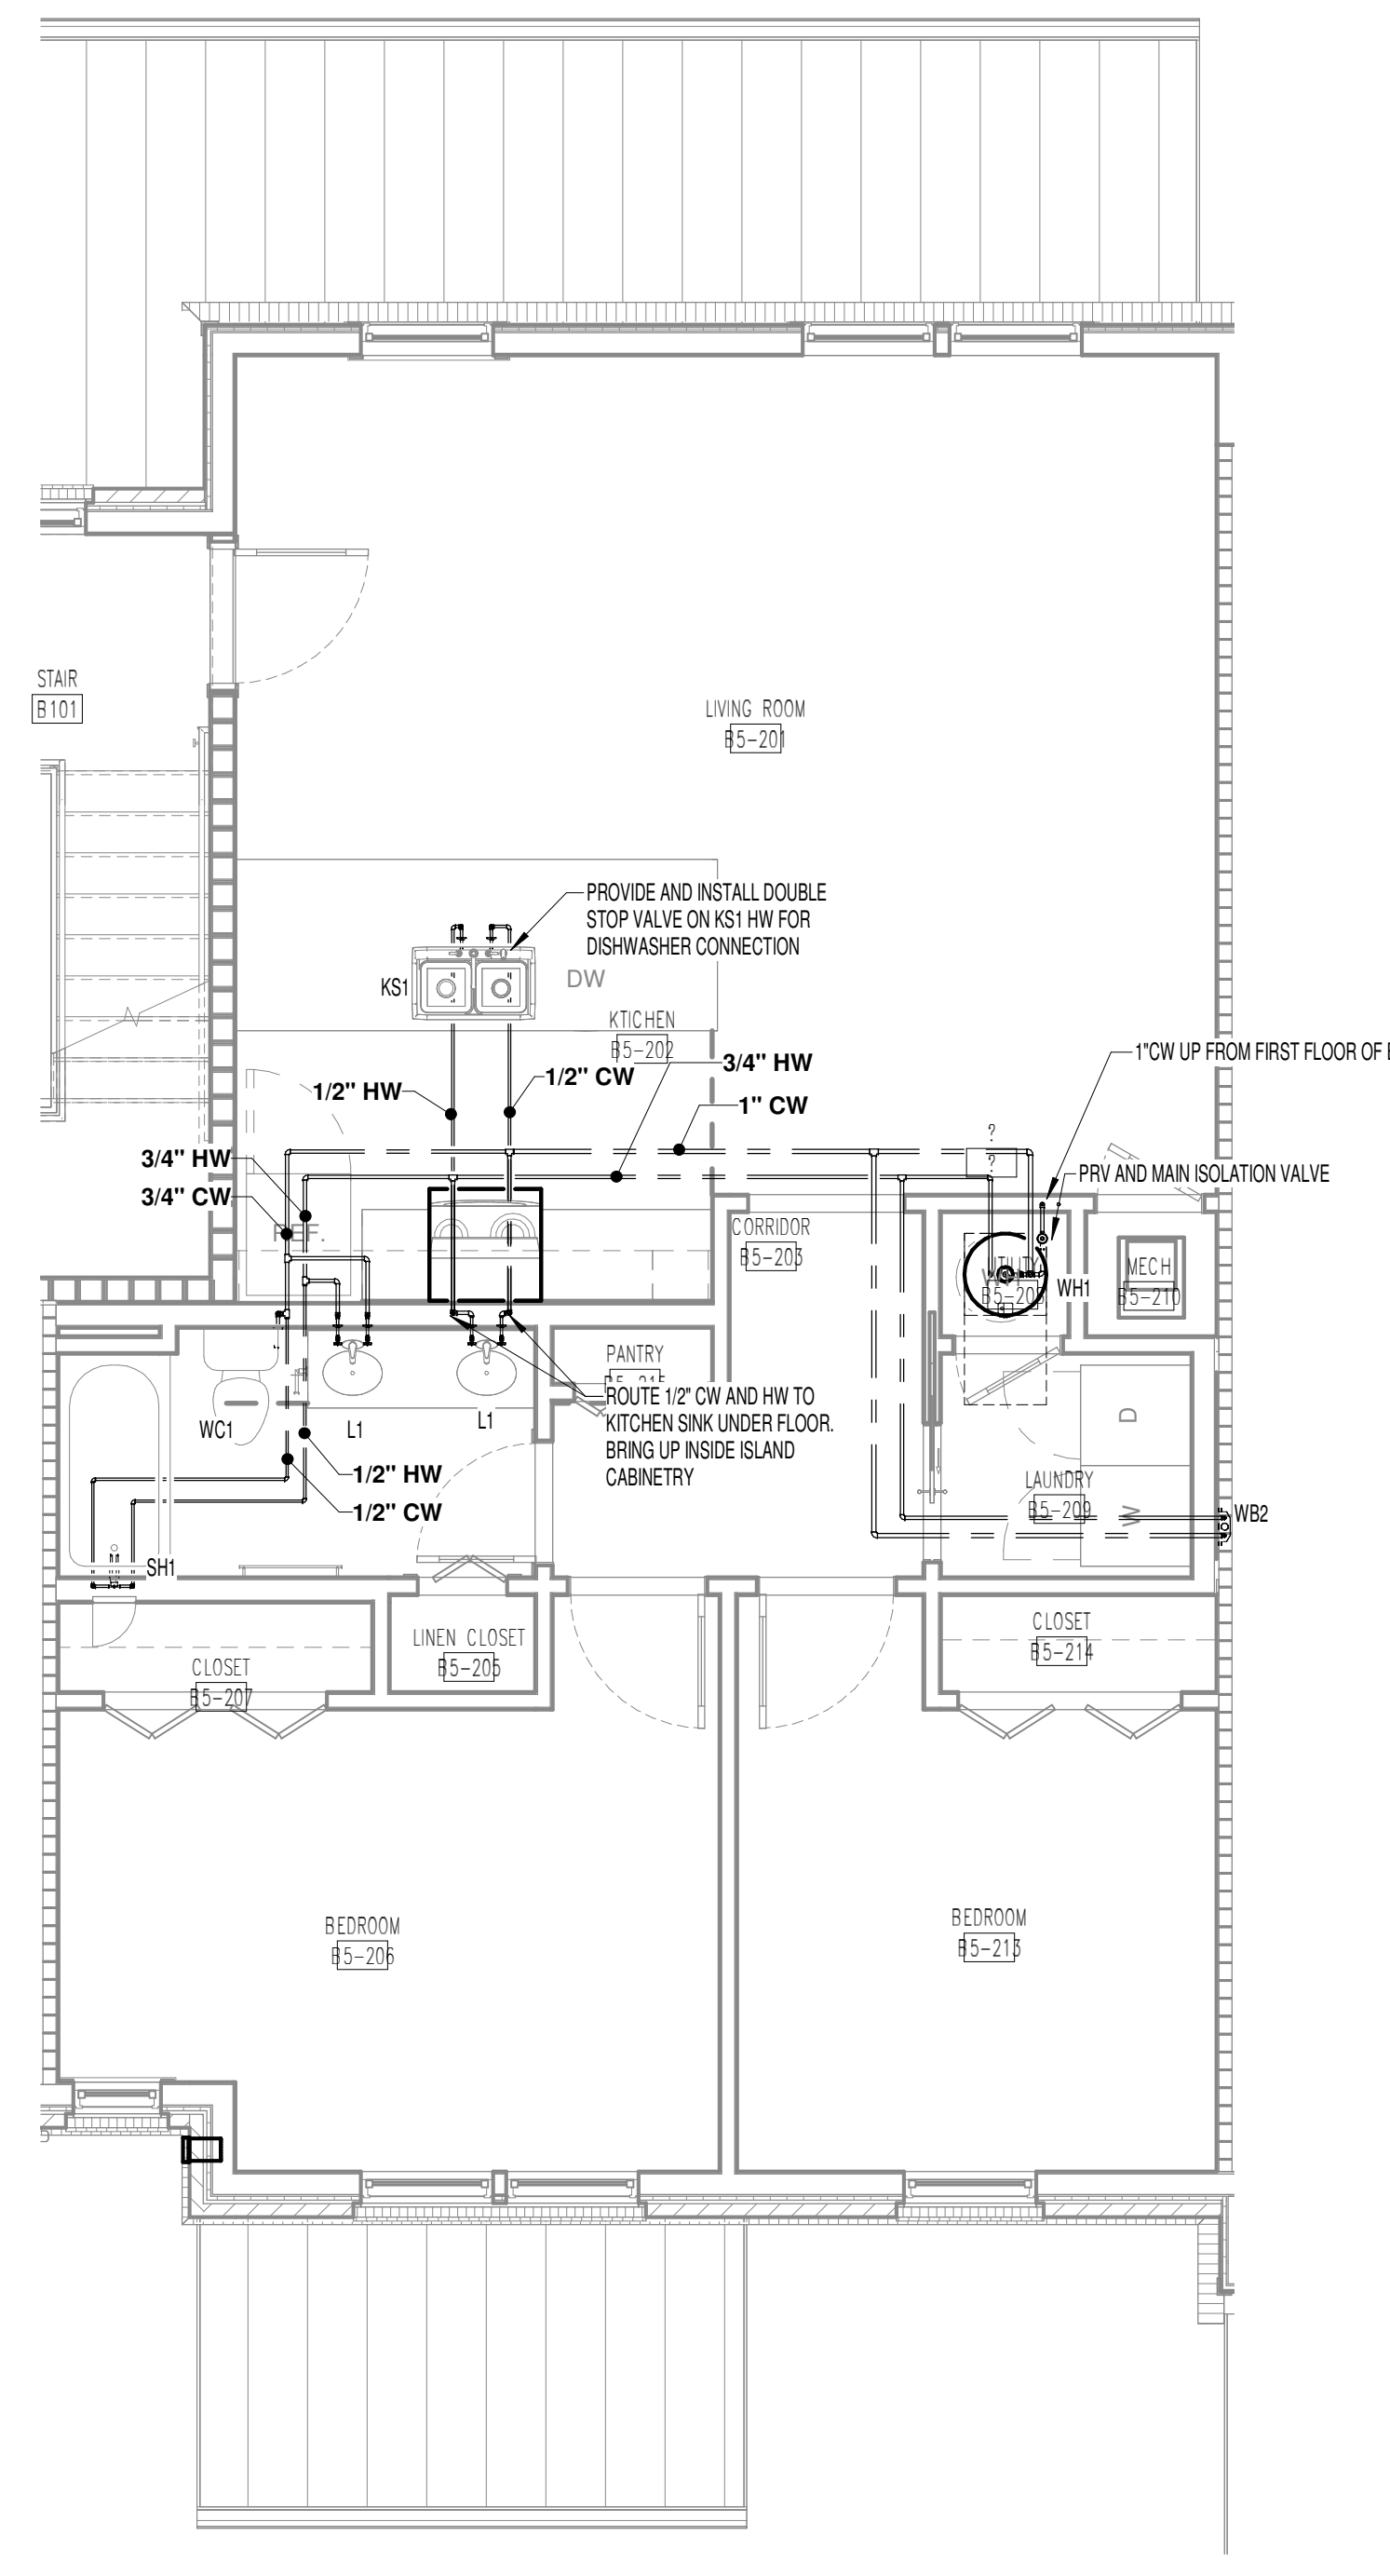 STAIR
B101
LIVING ROOM
B5-201
PROVIDE AND INSTALL DOUBLE
STOP VALVE ON KS1 HW FOR
DISHWASHER CONNECTION
KS1
DW
KTICHEN
B5-202
1/2" HW
1/2" CW
3/4" HW
1" CW
1"CW UP FROM FIRST FLOOR OF
?
?
PRV AND MAIN ISOLATION VALVE
3/4" HW
3/4" CW
REF.
CORRIDOR
B5-203
UTILITY
WH1
MECH
B5-210
PANTRY
B5-215
ROUTE 1/2" CW AND HW TO
KITCHEN SINK UNDER FLOOR.
BRING UP INSIDE ISLAND
CABINETRY
WC1
L1
L1
D
1/2" HW
1/2" CW
LAUNDRY
B5-209
W
WB2
SH1
LINEN CLOSET
B5-205
CLOSET
B5-214
CLOSET
B5-207
BEDROOM
B5-206
BEDROOM
B5-213